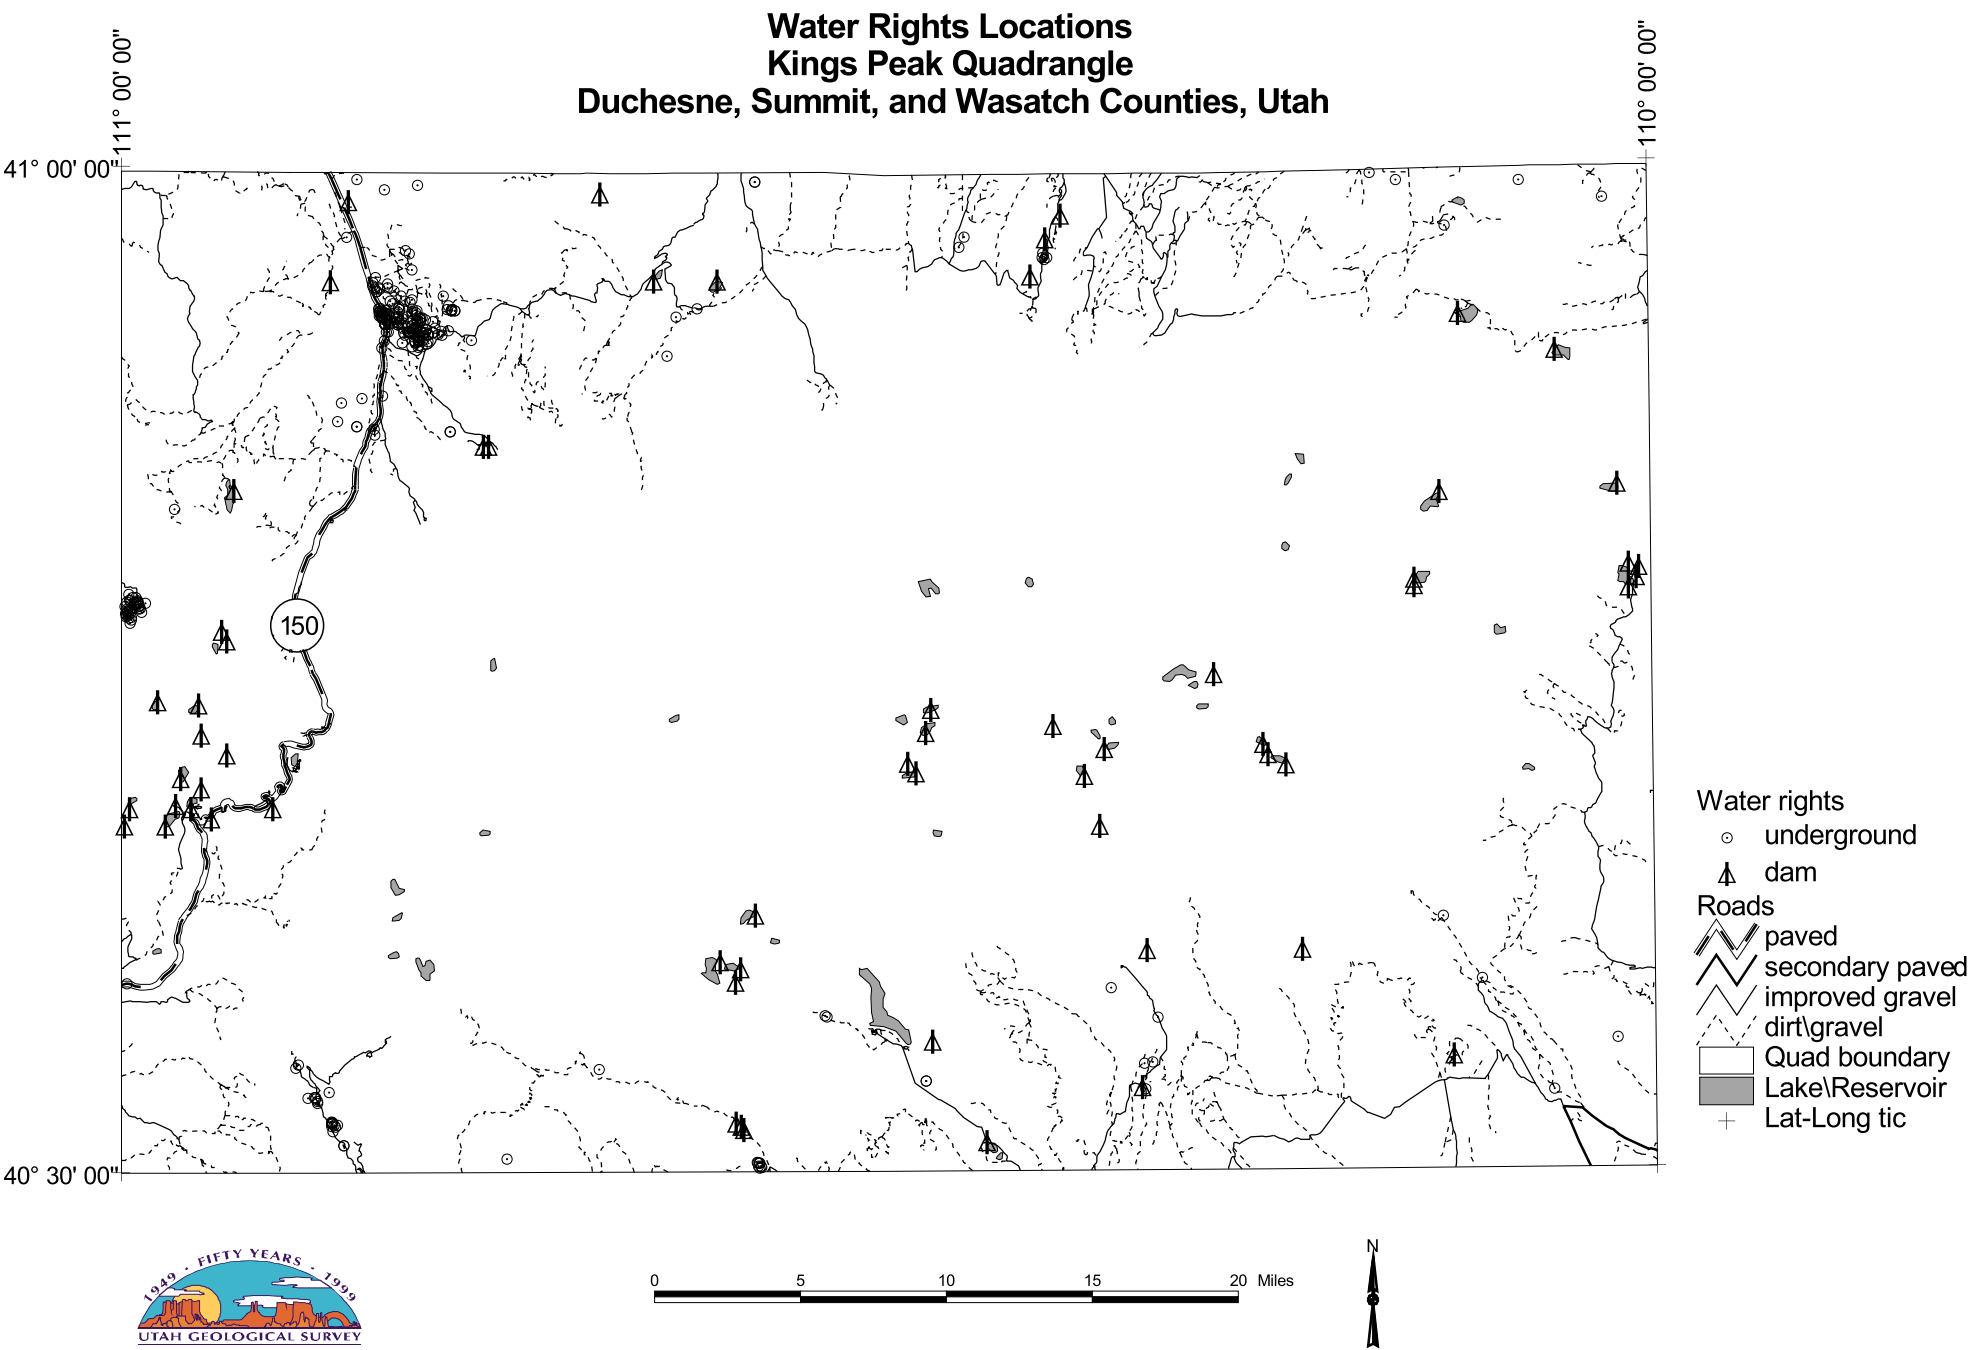 Water Rights Locations
Kings Peak Quadrangle
Duchesne, Summit, and Wasatch Counties, Utah
111° 00' 00"
110° 00' 00"
41° 00' 00"
150
Water rights
underground
dam
Roads
paved
secondary paved
improved gravel
dirt\gravel
Quad boundary
Lake\Reservoir
Lat-Long tic
40° 30' 00"
1949 - FIFTY YEARS - 1999
UTAH GEOLOGICAL SURVEY
0 5 10 15 20 Miles
N